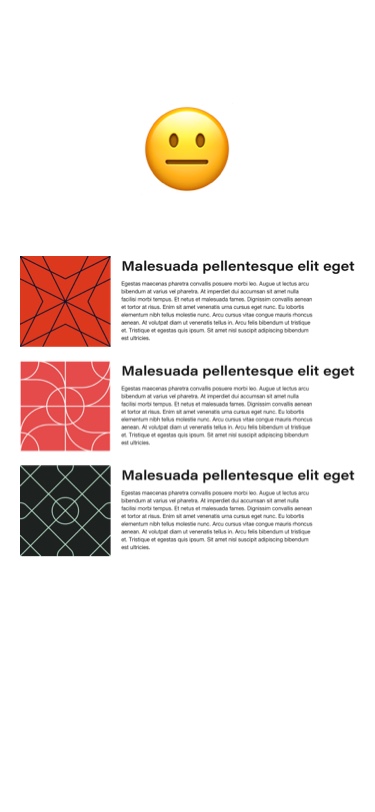 Malesuada pellentesque elit eget
Egestas maecenas pharetra convallis posuere morbi leo. Augue ut lectus arcu
bibendum at varius vel pharetra. At imperdiet dui accumsan sit amet nulla
facilisi morbi tempus. Et netus et malesuada fames. Dignissim convallis aenean
et tortor at risus. Enim sit amet venenatis urna cursus eget nunc. Eu lobortis
elementum nibh tellus molestie nunc. Arcu cursus vitae congue mauris rhoncus
aenean. At volutpat diam ut venenatis tellus in. Arcu felis bibendum ut tristique
et. Tristique et egestas quis ipsum. Sit amet nisl suscipit adipiscing bibendum
est ultricies.
Malesuada pellentesque elit eget
Egestas maecenas pharetra convallis posuere morbi leo. Augue ut lectus arcu
bibendum at varius vel pharetra. At imperdiet dui accumsan sit amet nulla
facilisi morbi tempus. Et netus et malesuada fames. Dignissim convallis aenean
et tortor at risus. Enim sit amet venenatis urna cursus eget nunc. Eu lobortis
elementum nibh tellus molestie nunc. Arcu cursus vitae congue mauris rhoncus
aenean. At volutpat diam ut venenatis tellus in. Arcu felis bibendum ut tristique
et. Tristique et egestas quis ipsum. Sit amet nisl suscipit adipiscing bibendum
est ultricies.
Malesuada pellentesque elit eget
Egestas maecenas pharetra convallis posuere morbi leo. Augue ut lectus arcu
bibendum at varius vel pharetra. At imperdiet dui accumsan sit amet nulla
facilisi morbi tempus. Et netus et malesuada fames. Dignissim convallis aenean
et tortor at risus. Enim sit amet venenatis urna cursus eget nunc. Eu lobortis
elementum nibh tellus molestie nunc. Arcu cursus vitae congue mauris rhoncus
aenean. At volutpat diam ut venenatis tellus in. Arcu felis bibendum ut tristique
et. Tristique et egestas quis ipsum. Sit amet nisl suscipit adipiscing bibendum
est ultricies.